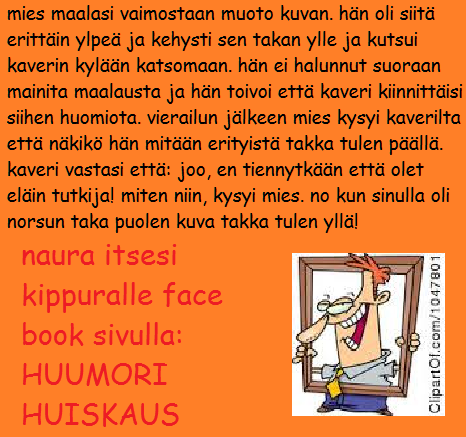 mies maalasi vaimostaan muoto kuvan. hän oli siitä
erittäin ylpeä ja kehysti sen takan ylle ja kutsui
kaverin kylään katsomaan. hän ei halunnut suoraan
mainita maalausta ja hän toivoi että kaveri kiinnittäisi
siihen huomiota. vierailun jälkeen mies kysyi kaverilta
että näkikö hän mitään erityistä takka tulen päällä.
kaveri vastasi että: joo, en tiennytkään että olet
eläin tutkija! miten niin, kysyi mies. no kun sinulla oli
norsun taka puolen kuva takka tulen yllä!
naura itsesi
kippuralle face
book sivulla:
HUUMORI
HUISKAUS
ClipartOf.com/1047801